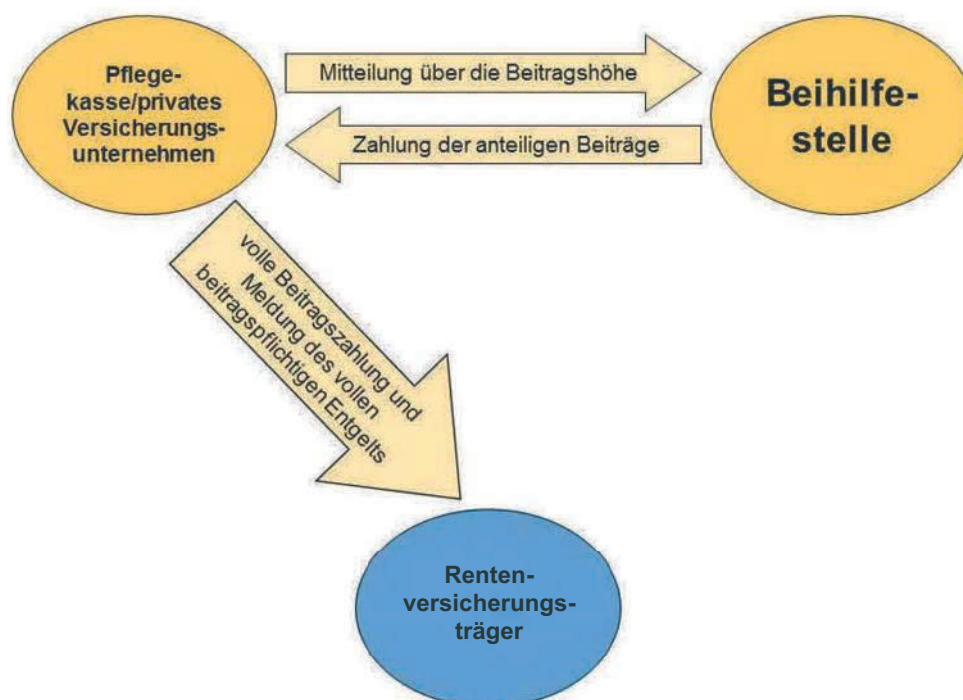 Pflege-
kasse/privates
Versicherungs-
unternehmen
Mitteilung über die Beitragshöhe
Zahlung der anteiligen Beiträge
Beihilfe-
stelle
volle Beitragszahlung und
Meldung des vollen
beitragspflichtigen Entgelts
Renten-
versicherungs-
träger